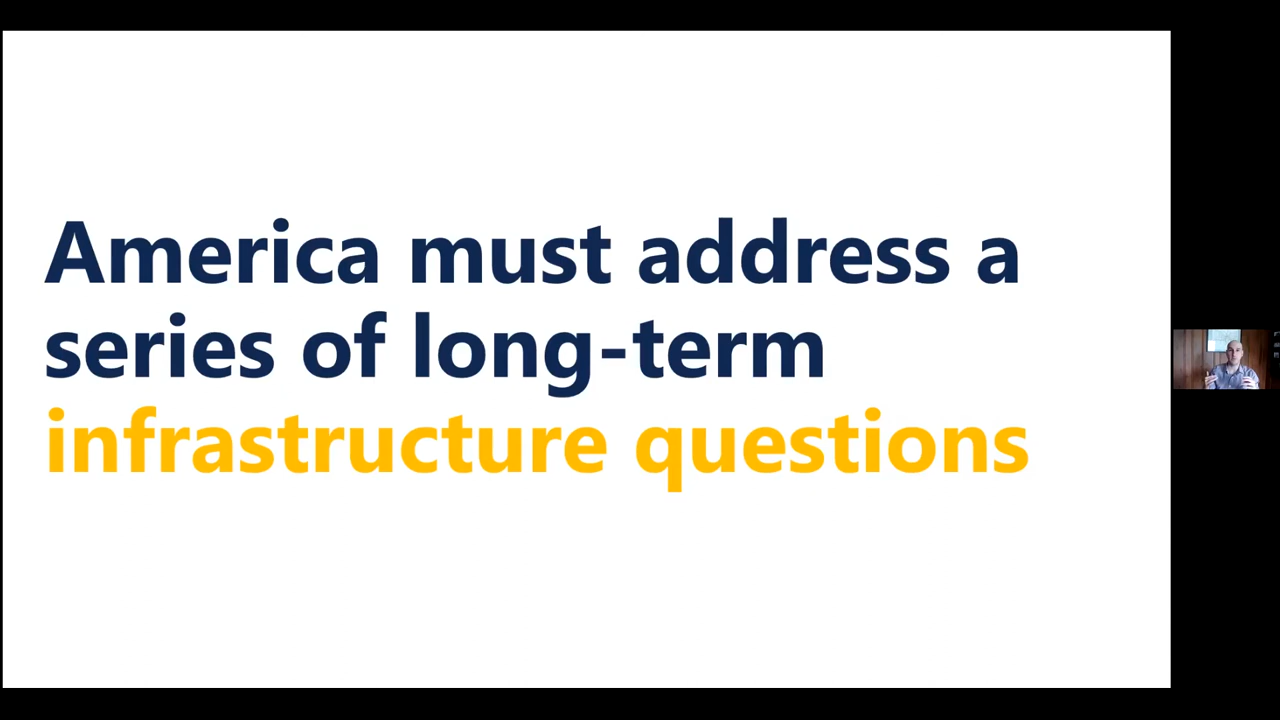 America must address a
series of long-term
infrastructure questions